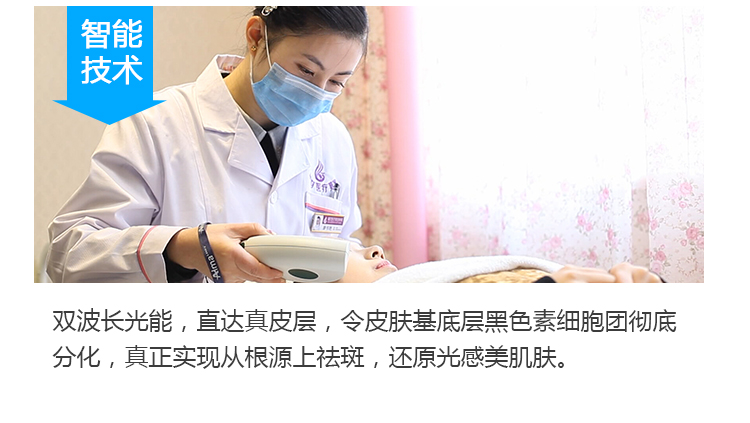 智能
技术
Alma
双波长光能，直达真皮层，令皮肤基底层黑色素细胞团彻底
分化，真正实现从根源上祛斑，还原光感美肌肤。